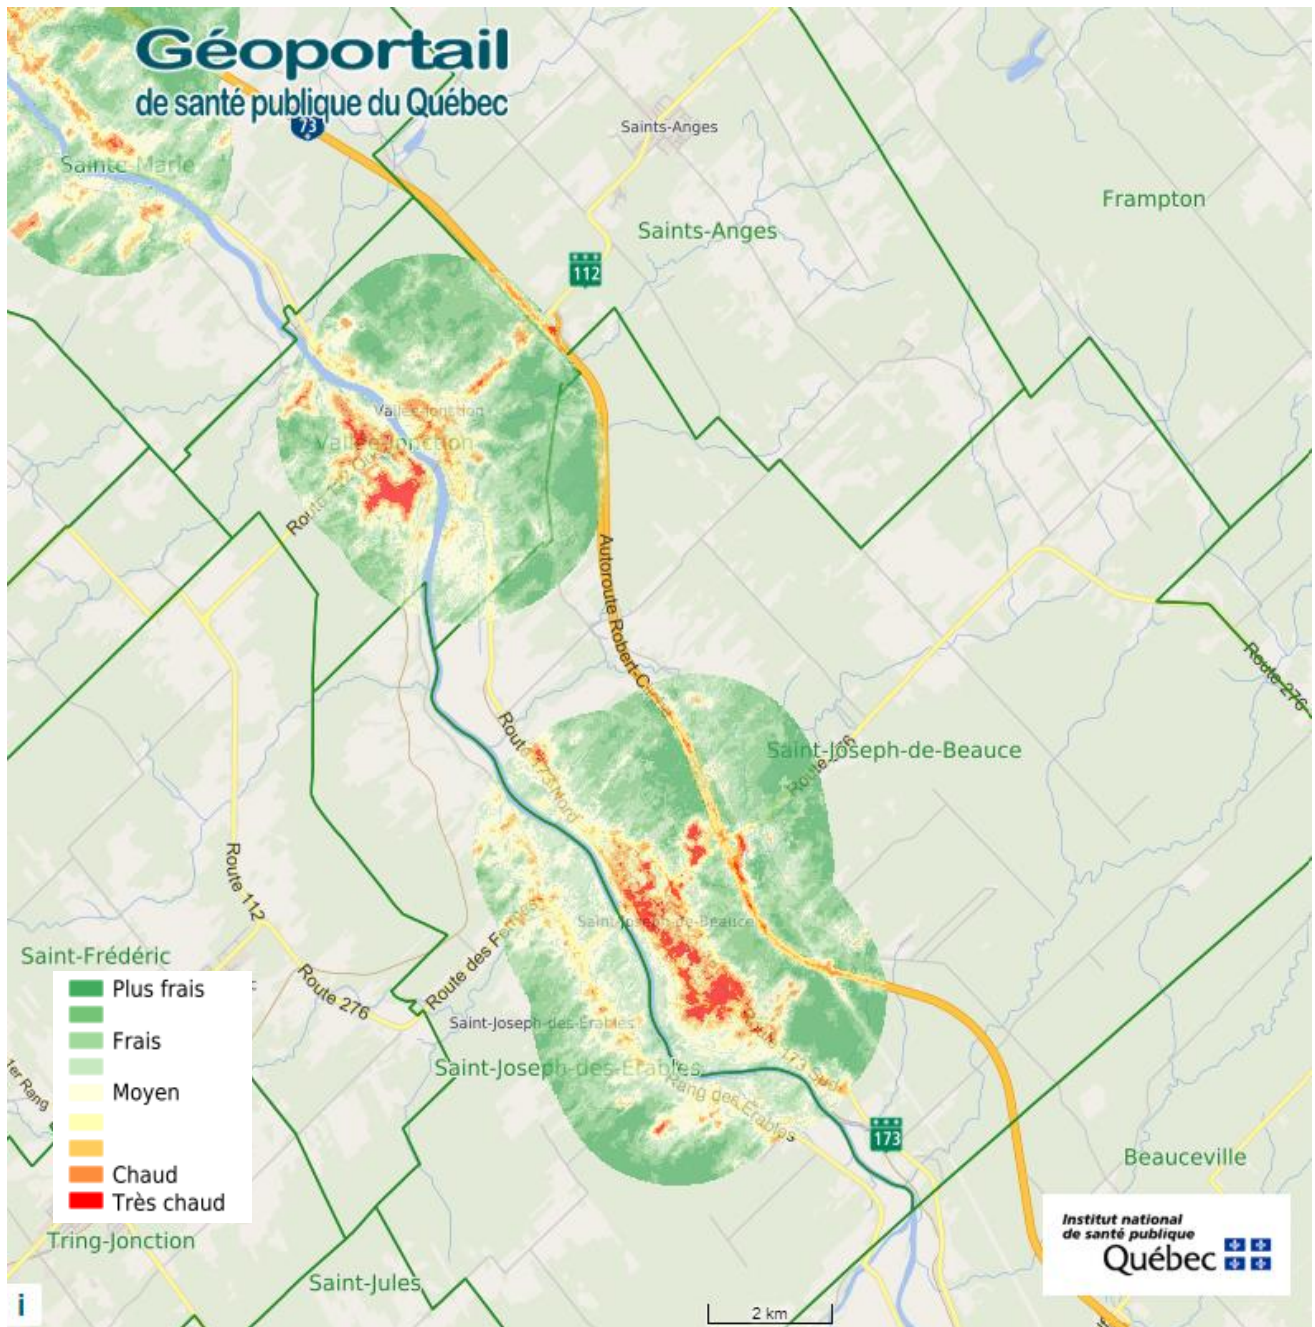 Géoportail
de santé publique du Québec
73
Saints-Anges
Sainte-Marie
Frampton
Saints-Anges
112
Vallée-Jonction
Vallée-Jonction
Autoroute Robert-Cliche
Route 276
Route 173 Nord
Saint-Joseph-de-Beauce
Route 276
Route 112
Saint-Joseph-de-Beauce
Route des Fermes
Saint-Frédéric
Route 276
Saint-Joseph-des-Érables
Saint-Joseph-des-Érables
Route 173 Sud
Rang des Érables
1er Rang
173
Beauceville
Plus frais
Frais
Moyen
Chaud
Très chaud
Tring-Jonction
Saint-Jules
Institut national
de santé publique
Québec
i
2 km